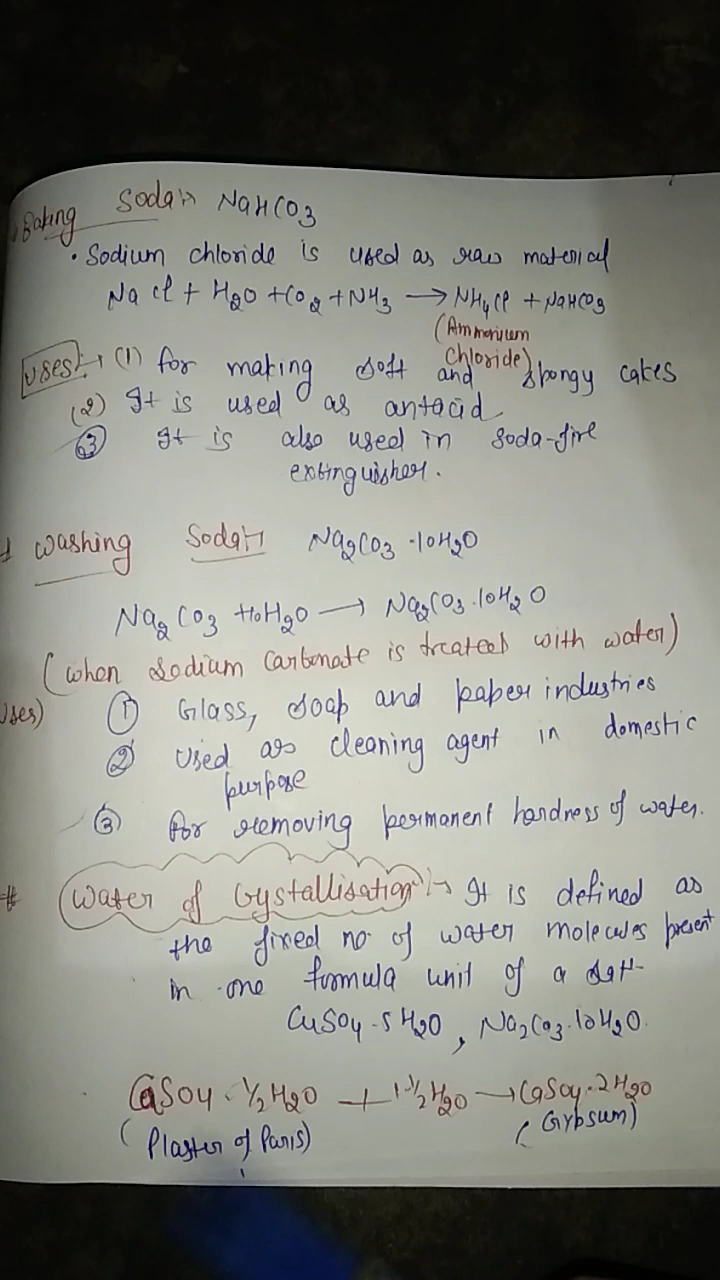 Baking Soda:→ NaHCO3
• Sodium chloride is used as raw material
NaCl + H2O + CO2 + NH3 → NH4Cl + NaHCO3
(Ammonium
Chloride)
Uses:→ (1) for making soft and spongy cakes
(2) It is used as antacid
(3) It is also used in soda-fire
extinguisher.
# Washing Soda:→ Na2CO3·10H2O
Na2CO3 + 10H2O → Na2CO3·10H2O
(when sodium carbonate is treated with water)
Uses) ① Glass, soap and paper industries
② Used as cleaning agent in domestic
purpose
③ for removing permanent hardness of water.
# Water of Crystallisation:→ It is defined as
the fixed no. of water molecules present
in one formula unit of a salt-
CuSO4·5H2O, Na2CO3·10H2O.
CaSO4·1/2H2O + 1 1/2H2O → CaSO4·2H2O
(Plaster of Paris) (Gypsum)